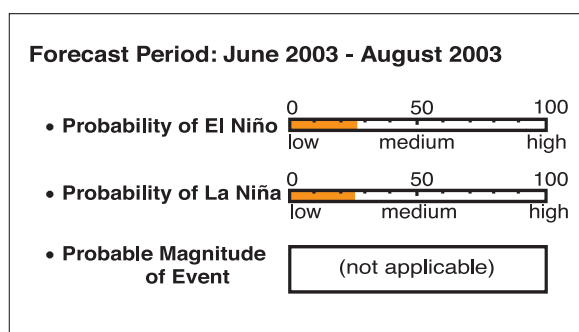 Forecast Period: June 2003 - August 2003
0 50 100
• Probability of El Niño
low medium high
0 50 100
• Probability of La Niña
low medium high
• Probable Magnitude
of Event
(not applicable)